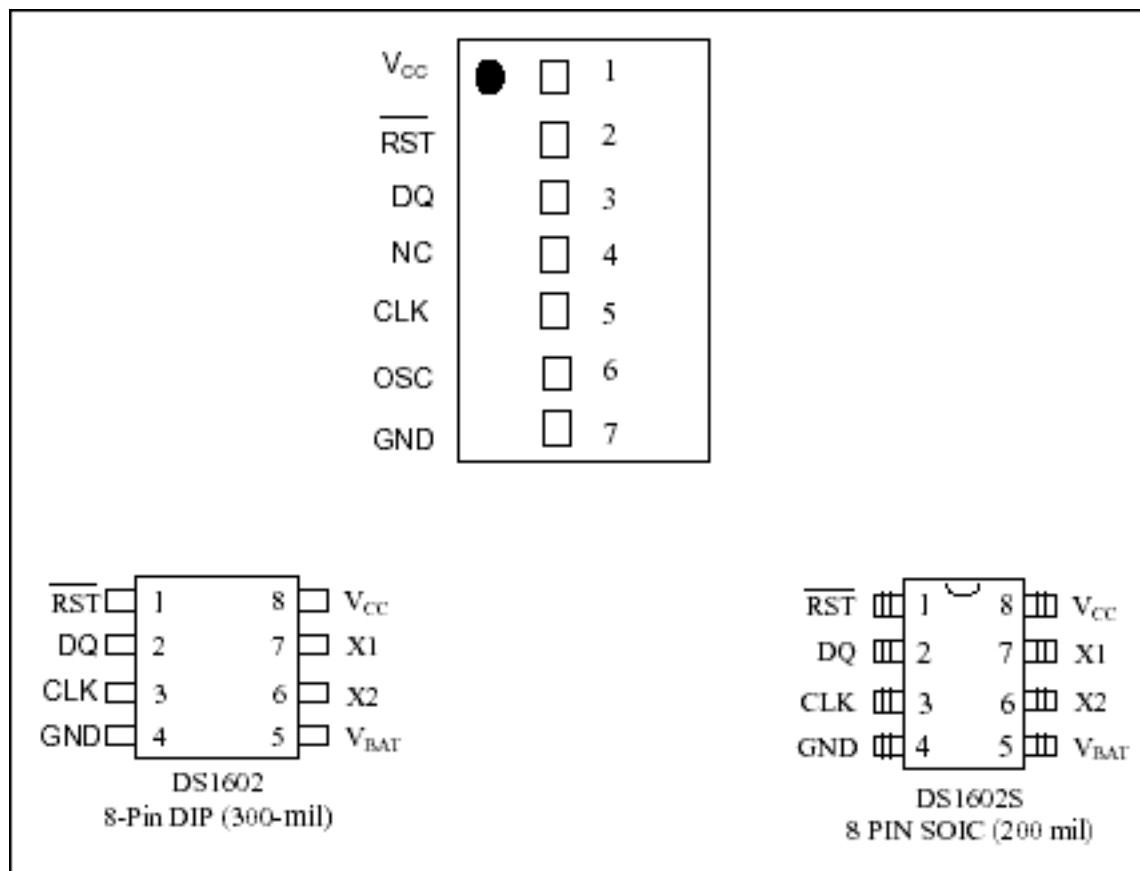 VCC 1
RST 2
DQ 3
NC 4
CLK 5
OSC 6
GND 7
RST 1 8 VCC
DQ 2 7 X1
CLK 3 6 X2
GND 4 5 VBAT
DS1602
8-Pin DIP (300-mil)
RST 1 8 VCC
DQ 2 7 X1
CLK 3 6 X2
GND 4 5 VBAT
DS1602S
8 PIN SOIC (200 mil)